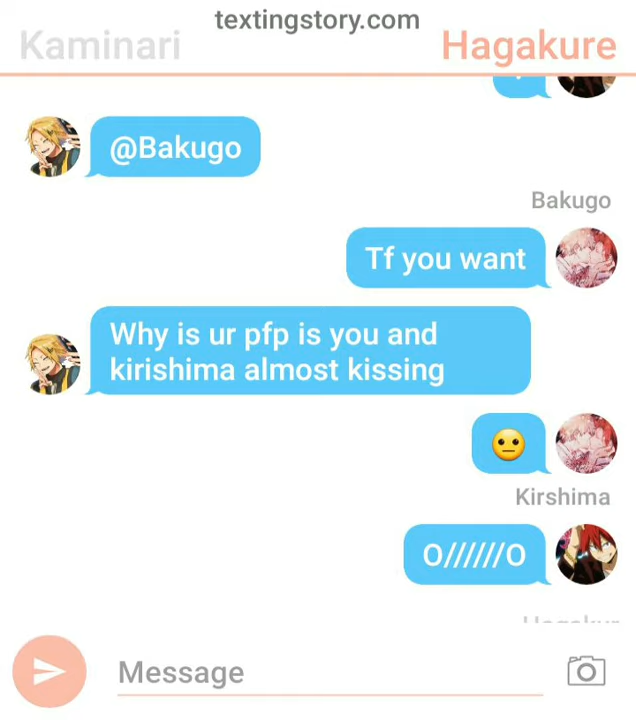 textingstory.com
Kaminari
Hagakure
@Bakugo
Bakugo
Tf you want
Why is ur pfp is you and
kirishima almost kissing
Kirshima
O//////O
Message